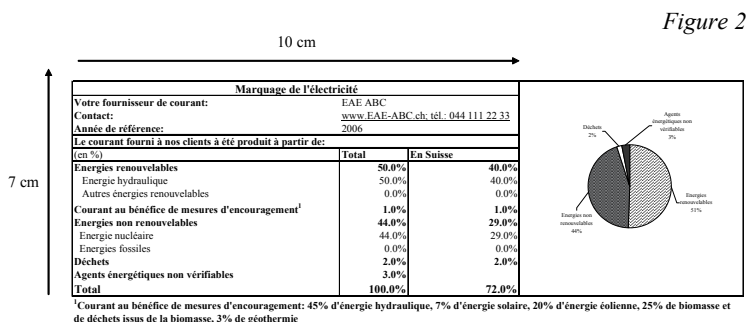 Figure 2
10 cm
7 cm
Marquage de l'électricité
Votre fournisseur de courant: EAE ABC
Contact: www.EAE-ABC.ch; tél.: 044 111 22 33
Année de référence: 2006
Le courant fourni à nos clients à été produit à partir de:
(en %) Total En Suisse
Energies renouvelables 50.0% 40.0%
Energie hydraulique 50.0% 40.0%
Autres énergies renouvelables 0.0% 0.0%
Courant au bénéfice de mesures d'encouragement¹ 1.0% 1.0%
Energies non renouvelables 44.0% 29.0%
Energie nucléaire 44.0% 29.0%
Energies fossiles 0.0% 0.0%
Déchets 2.0% 2.0%
Agents énergétiques non vérifiables 3.0%
Total 100.0% 72.0%
Déchets
2%
Agents
énergétiques non
vérifiables
3%
Energies
renouvelables
51%
Energies non
renouvelables
44%
¹Courant au bénéfice de mesures d'encouragement: 45% d'énergie hydraulique, 7% d'énergie solaire, 20% d'énergie éolienne, 25% de biomasse et
de déchets issus de la biomasse, 3% de géothermie